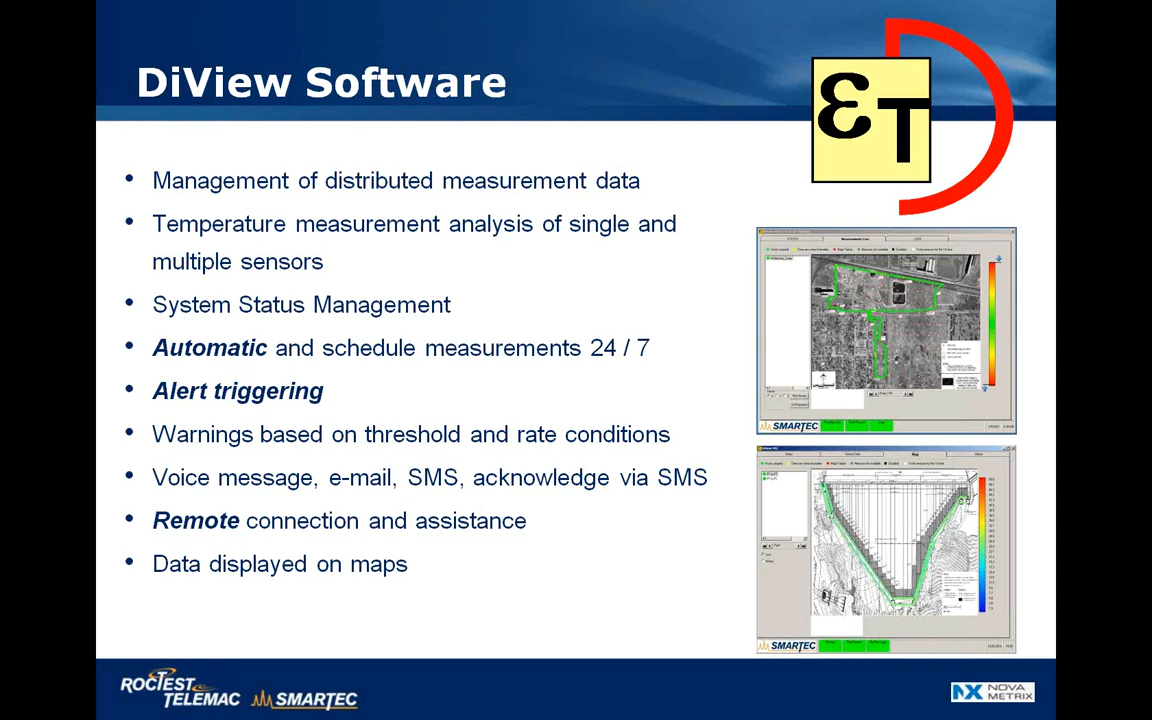 DiView Software
εT
• Management of distributed measurement data
• Temperature measurement analysis of single and
multiple sensors
• System Status Management
• Automatic and schedule measurements 24 / 7
• Alert triggering
• Warnings based on threshold and rate conditions
• Voice message, e-mail, SMS, acknowledge via SMS
• Remote connection and assistance
• Data displayed on maps
SMARTEC
Map
SMARTEC
ROCTEST
TELEMAC
SMARTEC
NX NOVA
METRIX